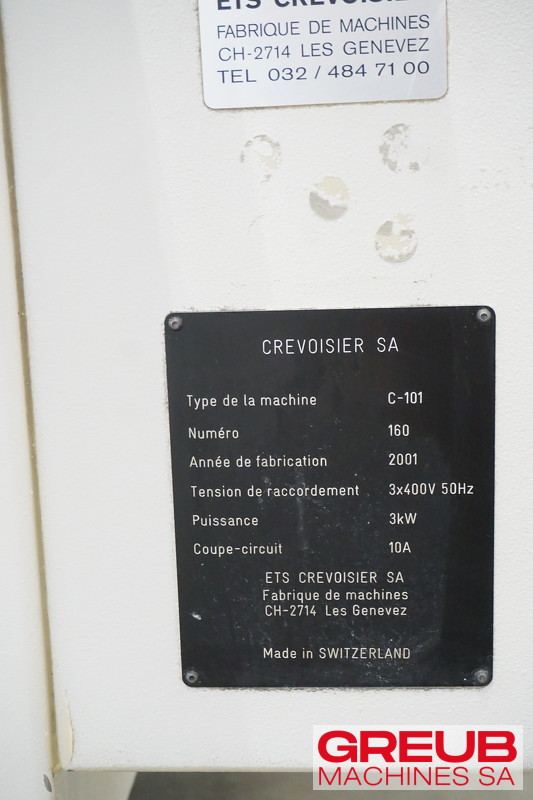 ETS CREVOISIER
FABRIQUE DE MACHINES
CH-2714 LES GENEVEZ
TEL 032 / 484 71 00
CREVOISIER SA
Type de la machine C-101
Numéro 160
Année de fabrication 2001
Tension de raccordement 3x400V 50Hz
Puissance 3kW
Coupe-circuit 10A
ETS CREVOISIER SA
Fabrique de machines
CH-2714 Les Genevez
Made in SWITZERLAND
GREUB
MACHINES SA